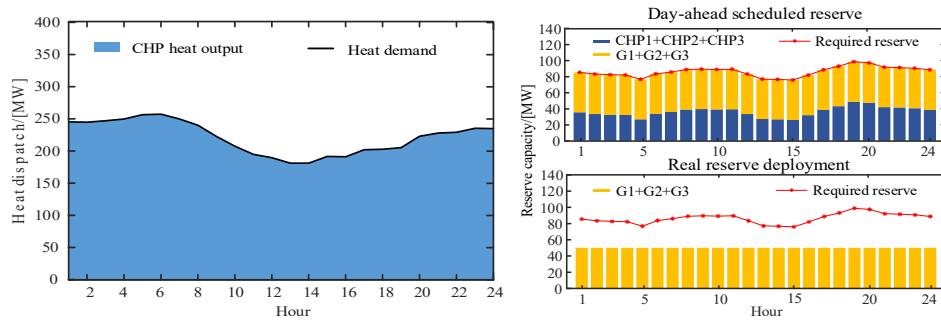 400
350
300
250
200
150
100
50
0
Heat dispatch/[MW]
CHP heat output
Heat demand
2 4 6 8 10 12 14 16 18 20 22 24
Hour
Day-ahead scheduled reserve
140
120
100
80
60
40
20
0
CHP1+CHP2+CHP3
G1+G2+G3
Required reserve
1 5 10 15 20 24
Reserve capacity/[MW]
Real reserve deployment
140
120
100
80
60
40
20
0
G1+G2+G3
Required reserve
1 5 10 15 20 24
Hour